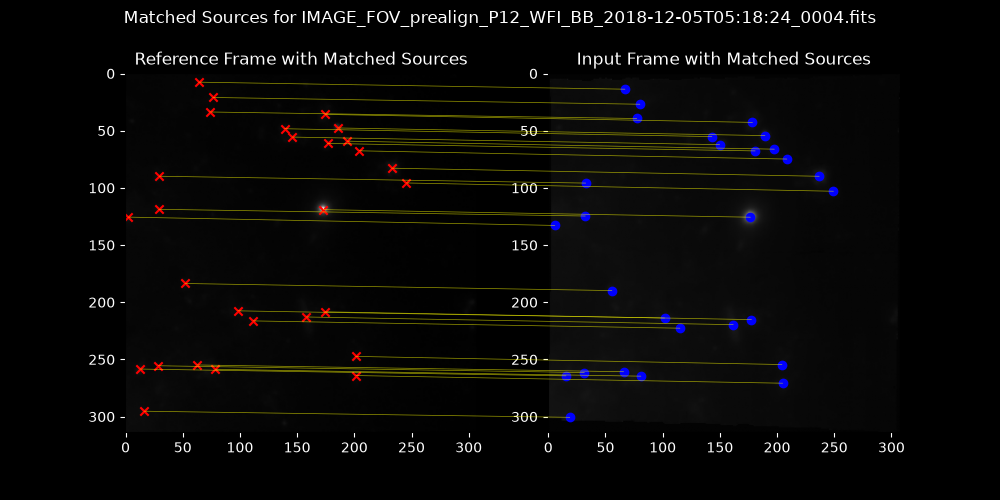 Matched Sources for IMAGE_FOV_prealign_P12_WFI_BB_2018-12-05T05:18:24_0004.fits
Reference Frame with Matched Sources
Input Frame with Matched Sources
0
50
100
150
200
250
300
0 50 100 150 200 250 300
0
50
100
150
200
250
300
0 50 100 150 200 250 300